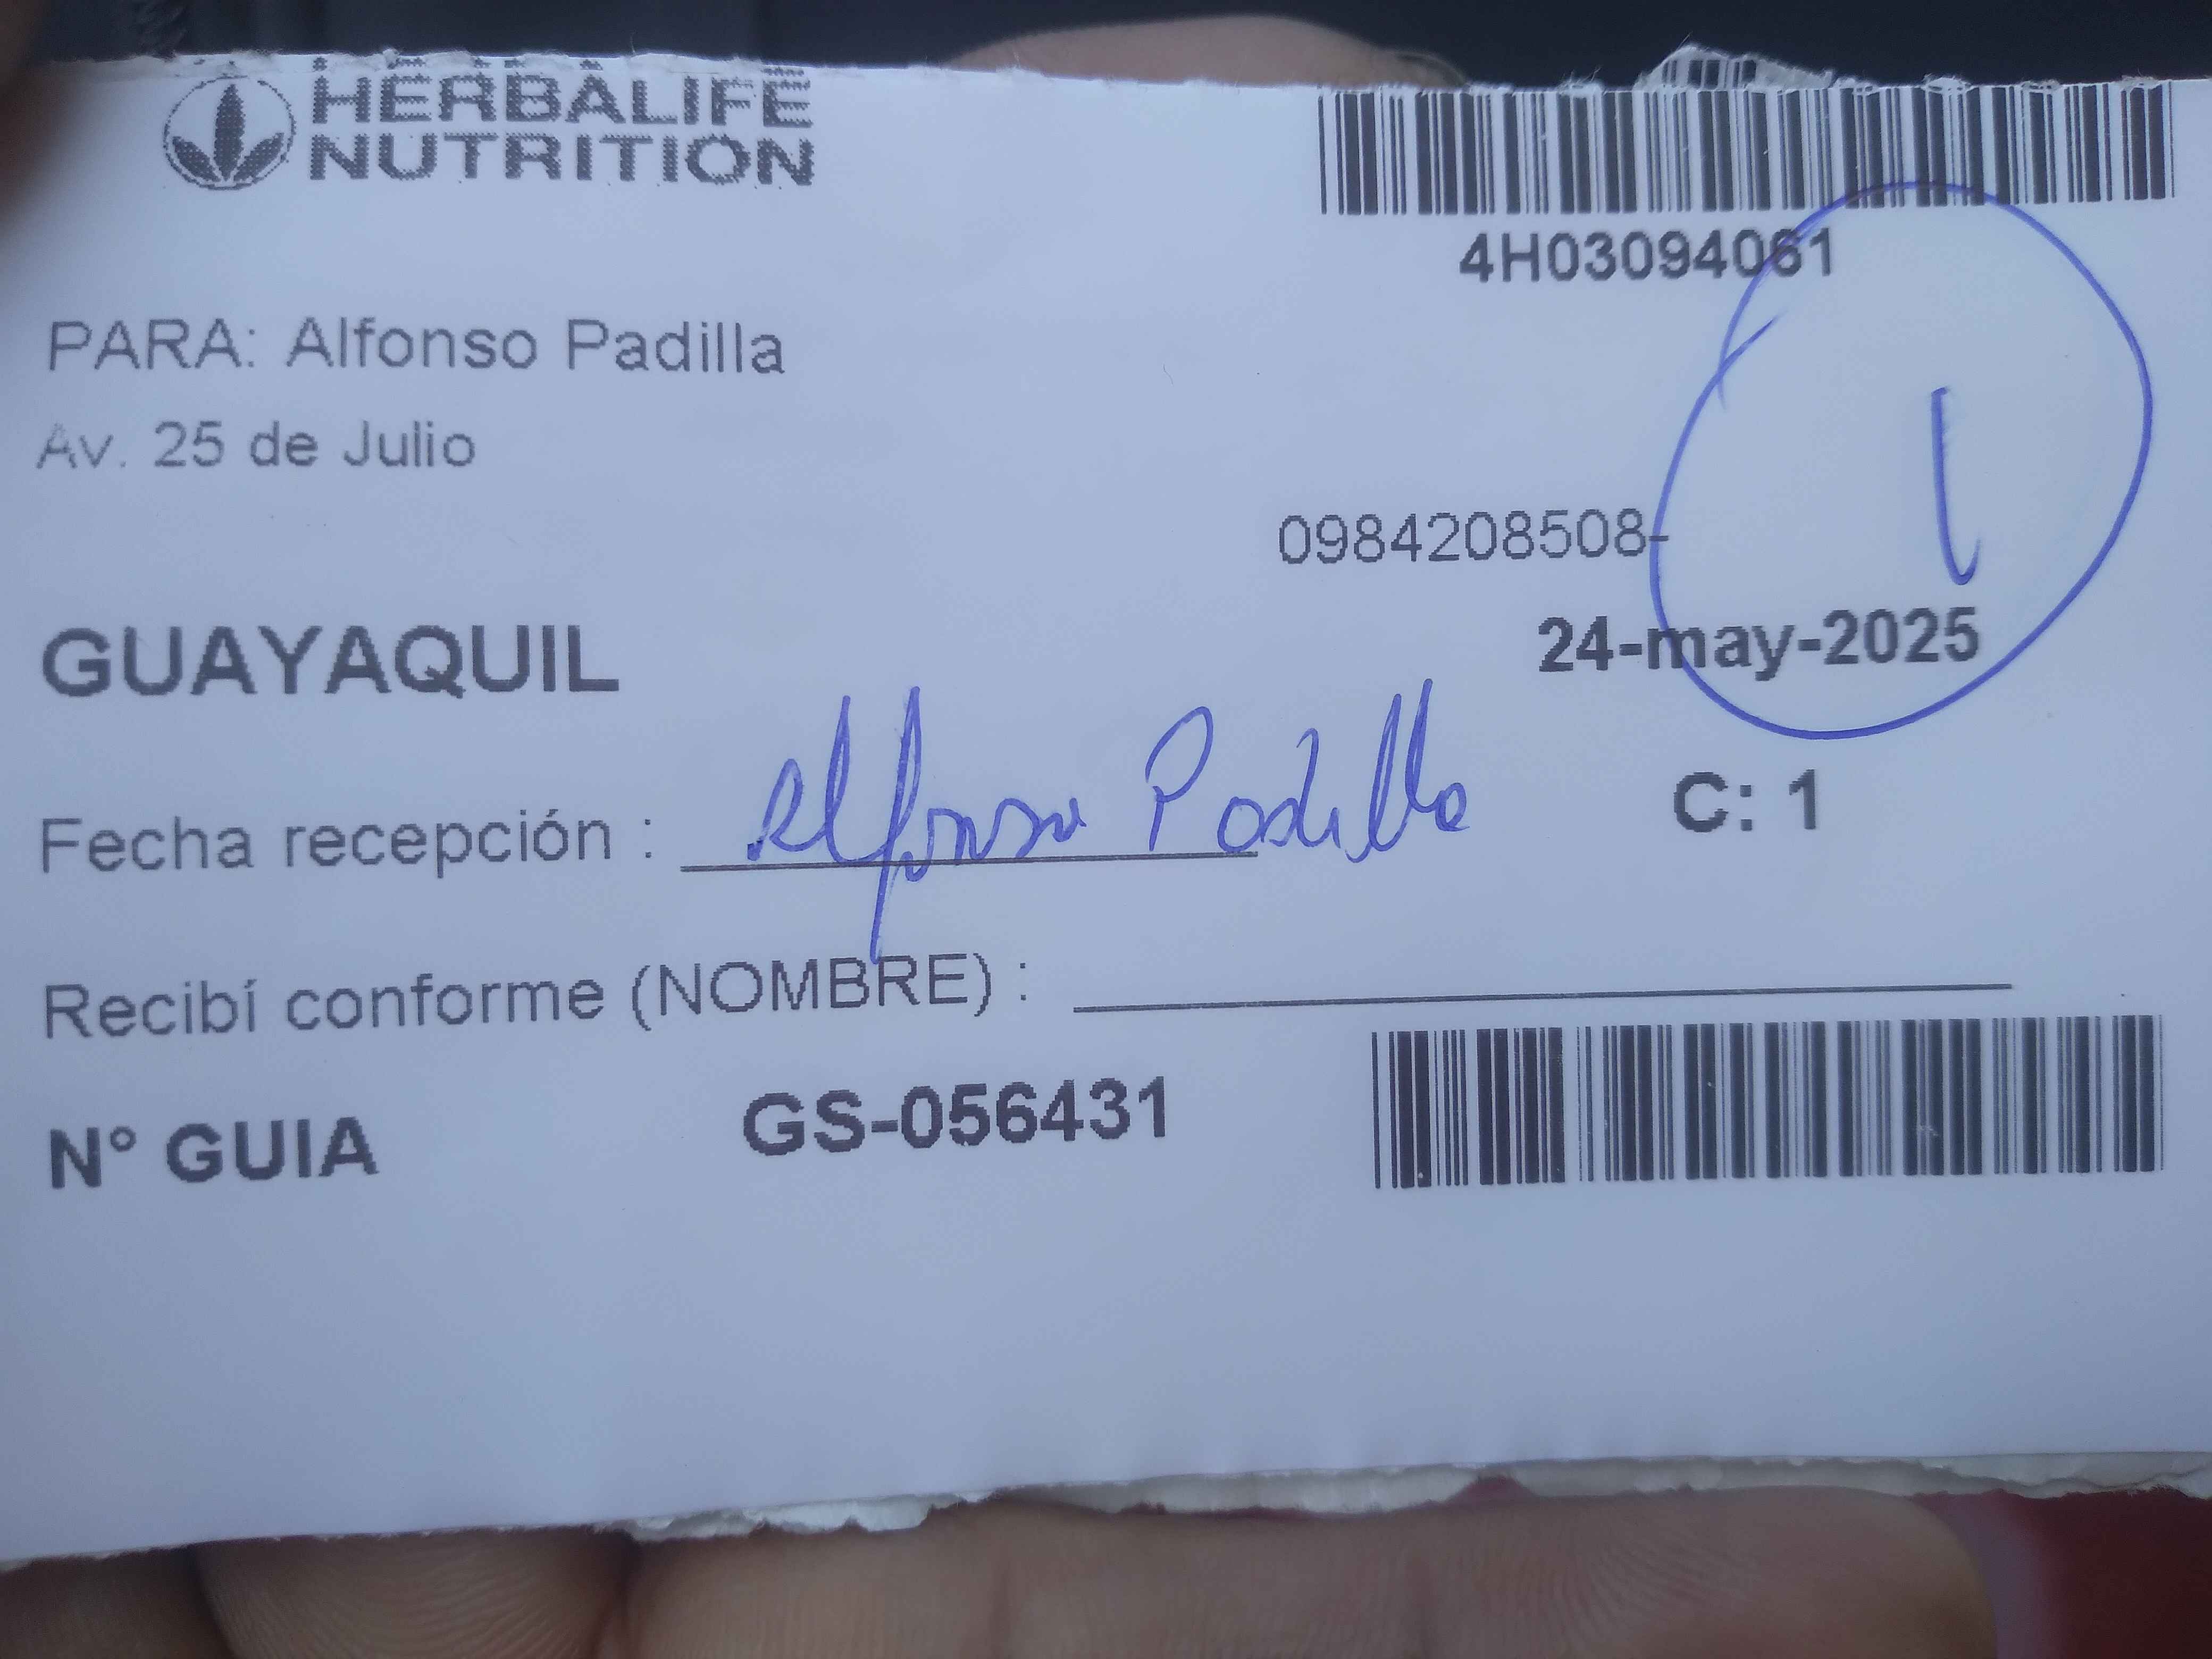 HERBALIFE
NUTRITION
4H03094061
PARA: Alfonso Padilla
Av. 25 de Julio
0984208508-
1
GUAYAQUIL
24-may-2025
Fecha recepción : Alfonso Padilla
C: 1
Recibí conforme (NOMBRE) :
N° GUIA GS-056431